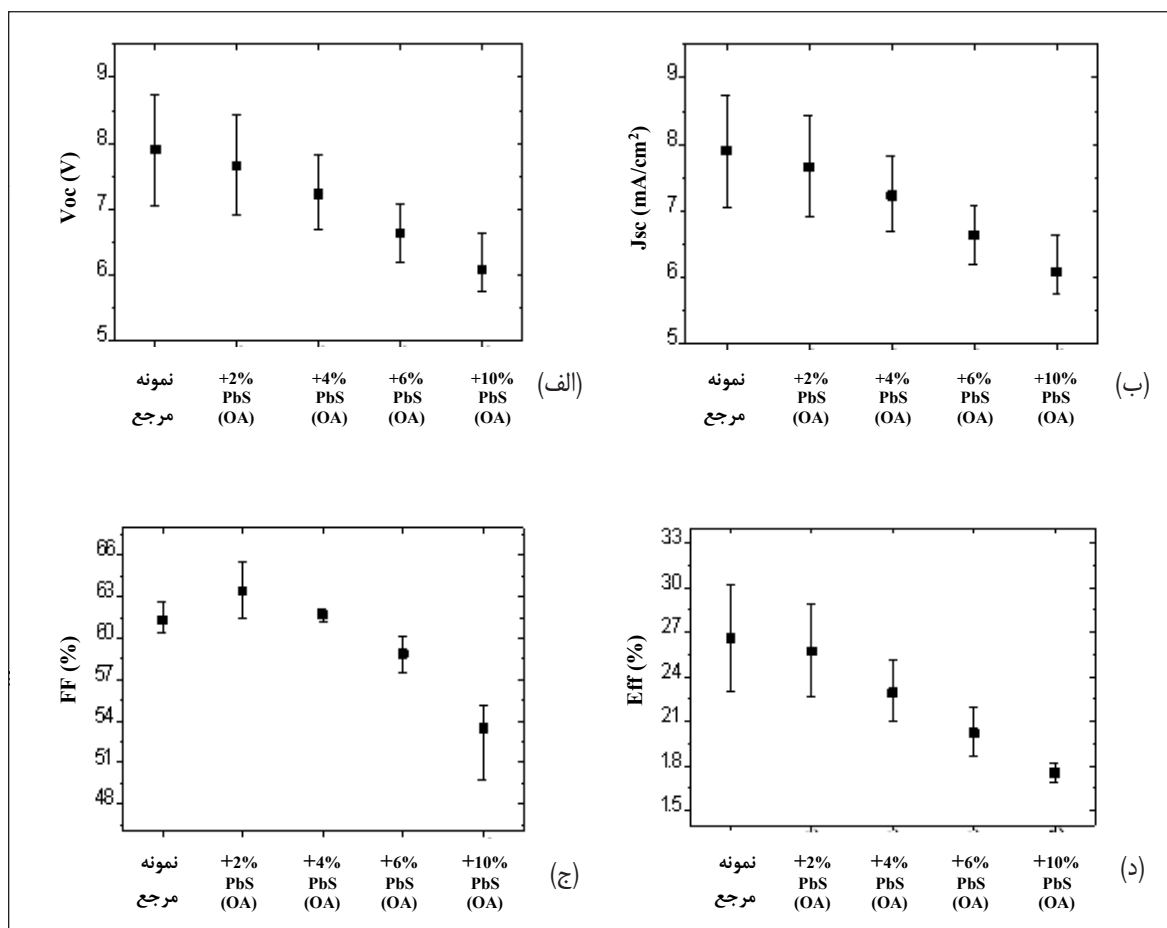 9
8
7
6
5
Voc (V)
نمونه مرجع
+2% PbS (OA)
+4% PbS (OA)
+6% PbS (OA)
+10% PbS (OA)
(الف)
9
8
7
6
5
Jsc (mA/cm²)
نمونه مرجع
+2% PbS (OA)
+4% PbS (OA)
+6% PbS (OA)
+10% PbS (OA)
(ب)
66
63
60
57
54
51
48
FF (%)
نمونه مرجع
+2% PbS (OA)
+4% PbS (OA)
+6% PbS (OA)
+10% PbS (OA)
(ج)
33
30
27
24
21
1.8
1.5
Eff (%)
نمونه مرجع
+2% PbS (OA)
+4% PbS (OA)
+6% PbS (OA)
+10% PbS (OA)
(د)